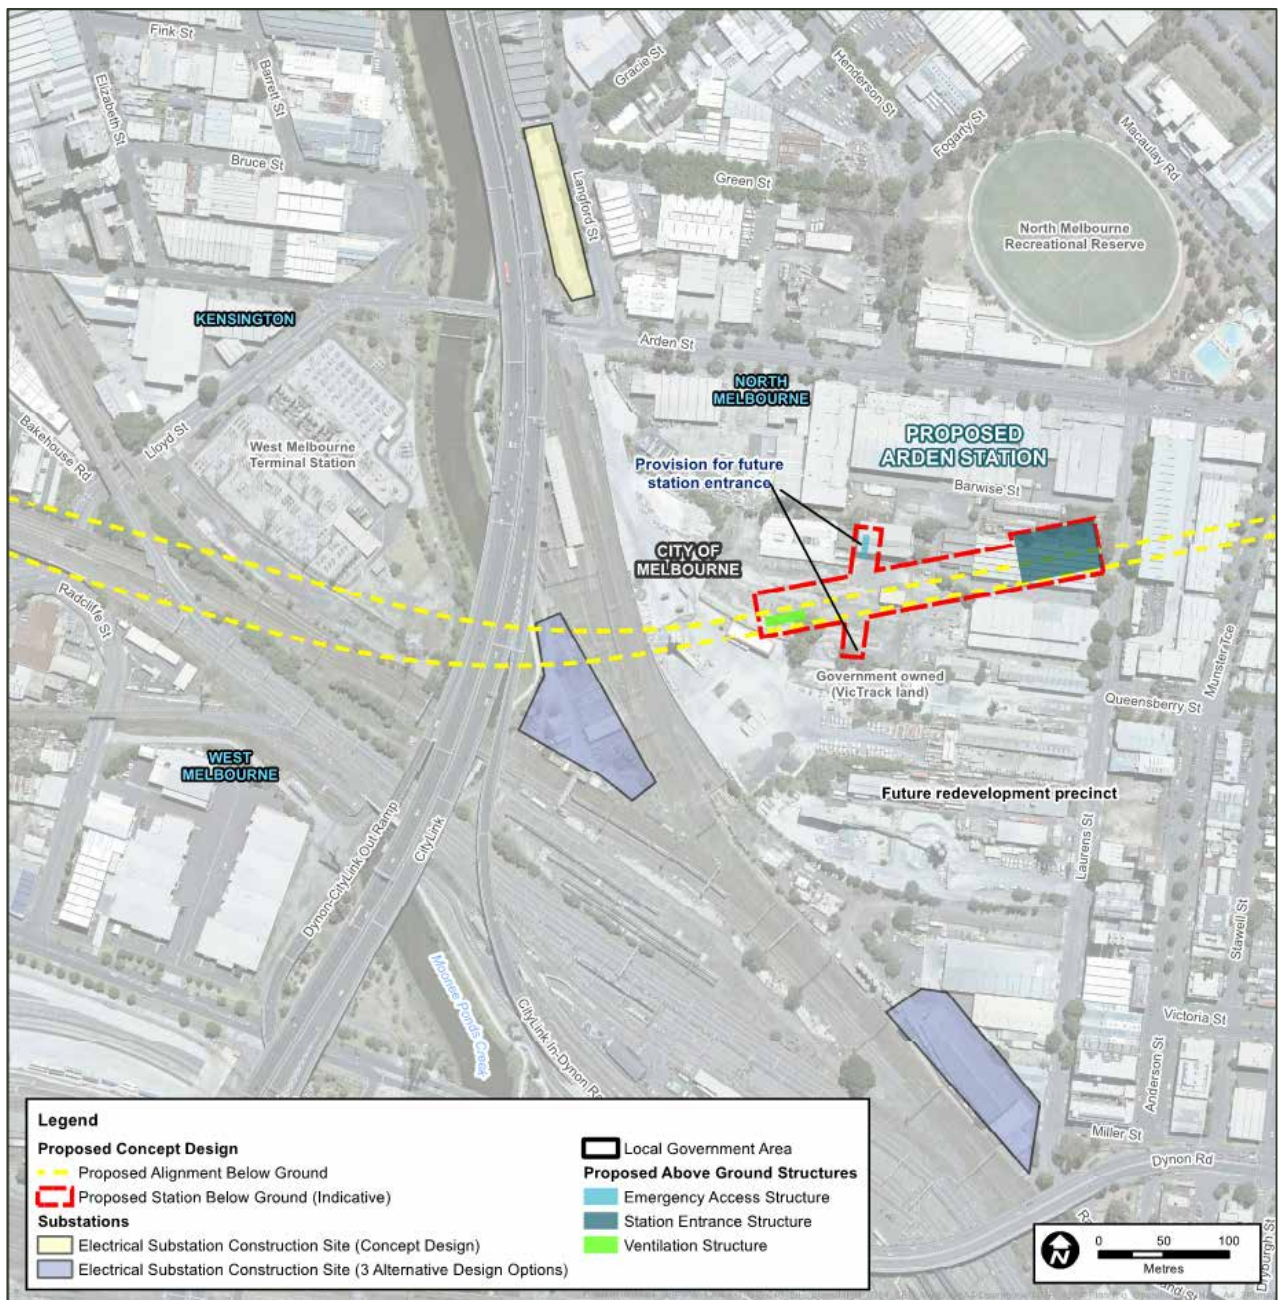 Fink St
Elizabeth St
Barrett St
Bruce St
Gracie St
Henderson St
Fogarty St
Macaulay Rd
Green St
Langford St
North Melbourne
Recreational Reserve
KENSINGTON
Arden St
NORTH
MELBOURNE
Lloyd St
Bakehouse Rd
West Melbourne
Terminal Station
PROPOSED
ARDEN STATION
Provision for future
station entrance
Barwise St
CITY OF
MELBOURNE
Radcliffe St
Government owned
(VicTrack land)
Munster Tce
Queensberry St
WEST
MELBOURNE
Future redevelopment precinct
Dynon-CityLink Out Ramp
CityLink
Laurens St
Stawell St
Moonee Ponds Creek
CityLink In-Dynon
Victoria St
Anderson St
Miller St
Dynon Rd
Dryburgh St
Legend
Proposed Concept Design
Proposed Alignment Below Ground
Proposed Station Below Ground (Indicative)
Substations
Electrical Substation Construction Site (Concept Design)
Electrical Substation Construction Site (3 Alternative Design Options)
Local Government Area
Proposed Above Ground Structures
Emergency Access Structure
Station Entrance Structure
Ventilation Structure
N
0 50 100
Metres